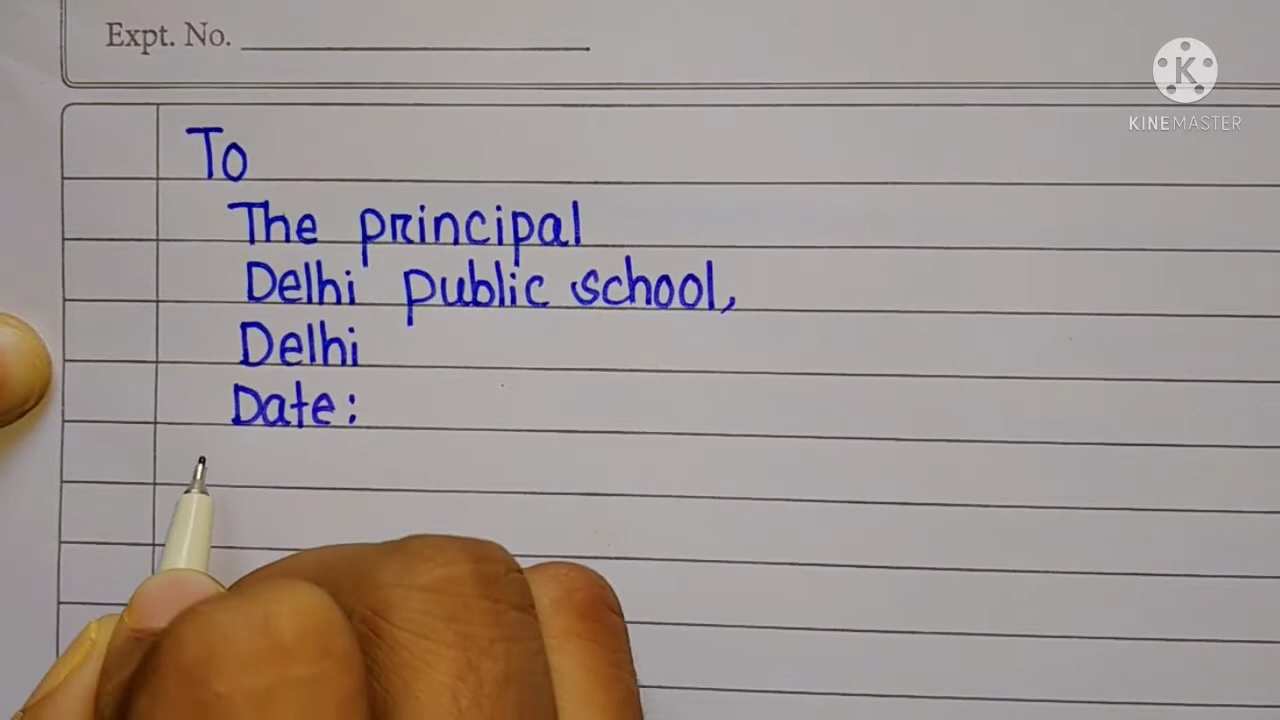 Expt. No.
K
KINEMASTER
To
The principal
Delhi public school,
Delhi
Date: